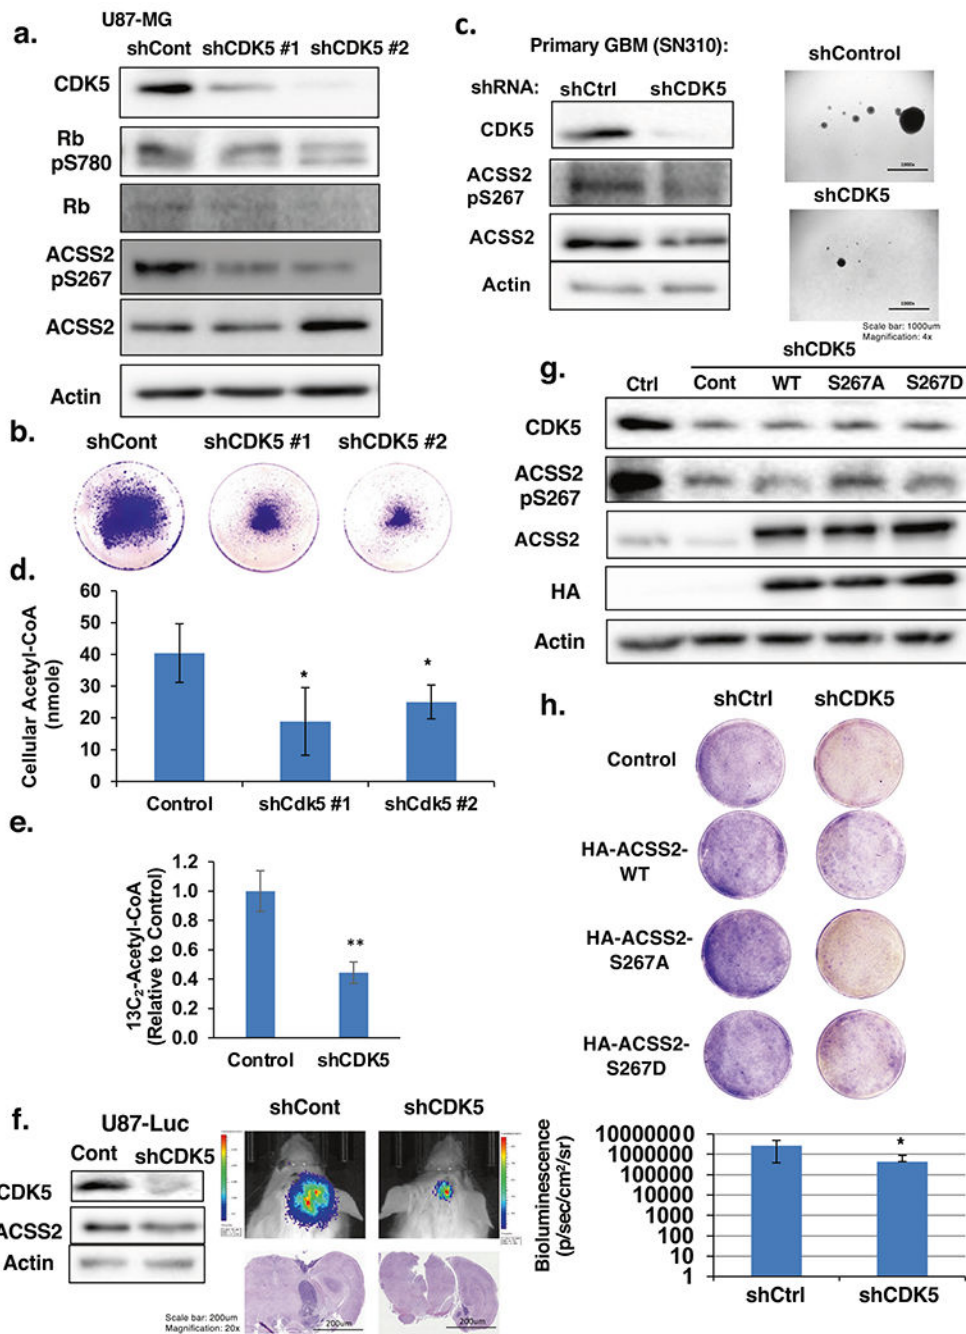 a.
U87-MG
shCont shCDK5 #1 shCDK5 #2
CDK5
Rb
pS780
Rb
ACSS2
pS267
ACSS2
Actin
b.
shCont shCDK5 #1 shCDK5 #2
c.
Primary GBM (SN310):
shRNA: shCtrl shCDK5
CDK5
ACSS2
pS267
ACSS2
Actin
shControl
shCDK5
Scale bar: 1000um
Magnification: 4x
d.
Cellular Acetyl-CoA
(nmole)
60
50
40
30
20
10
0
* *
Control shCdk5 #1 shCdk5 #2
e.
13C2-Acetyl-CoA
(Relative to Control)
1.2
1.0
0.8
0.6
0.4
0.2
0.0
**
Control shCDK5
f.
U87-Luc
Cont shCDK5
CDK5
ACSS2
Actin
shCont shCDK5
Scale bar: 200um
Magnification: 20x
200um 200um
Bioluminescence
(p/sec/cm²/sr)
10000000
1000000
100000
10000
1000
100
10
1
*
shCtrl shCDK5
g.
shCDK5
Ctrl Cont WT S267A S267D
CDK5
ACSS2
pS267
ACSS2
HA
Actin
h.
shCtrl shCDK5
Control
HA-ACSS2-
WT
HA-ACSS2-
S267A
HA-ACSS2-
S267D